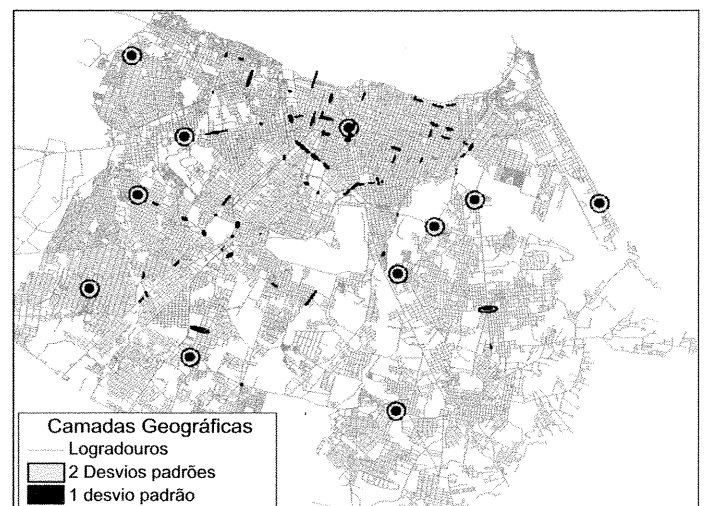 Camadas Geográficas
Logradouros
2 Desvios padrões
1 desvio padrão